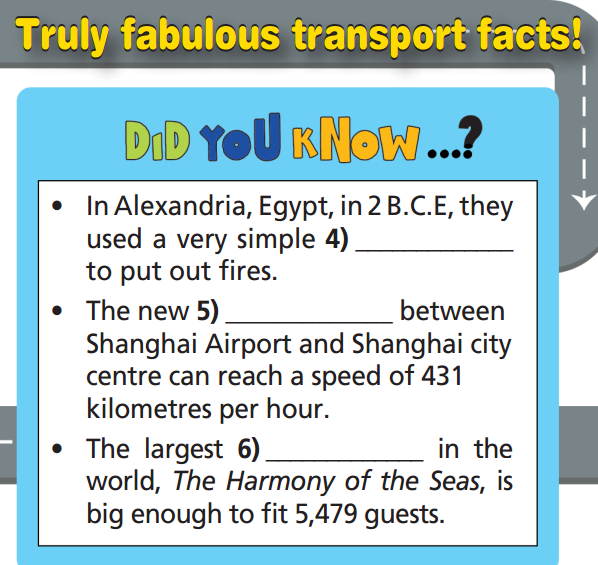 Truly fabulous transport facts!
DiD YoU kNoW ...?
• In Alexandria, Egypt, in 2 B.C.E, they
used a very simple 4) _____________
to put out fires.
• The new 5) _____________ between
Shanghai Airport and Shanghai city
centre can reach a speed of 431
kilometres per hour.
• The largest 6) _____________ in the
world, The Harmony of the Seas, is
big enough to fit 5,479 guests.